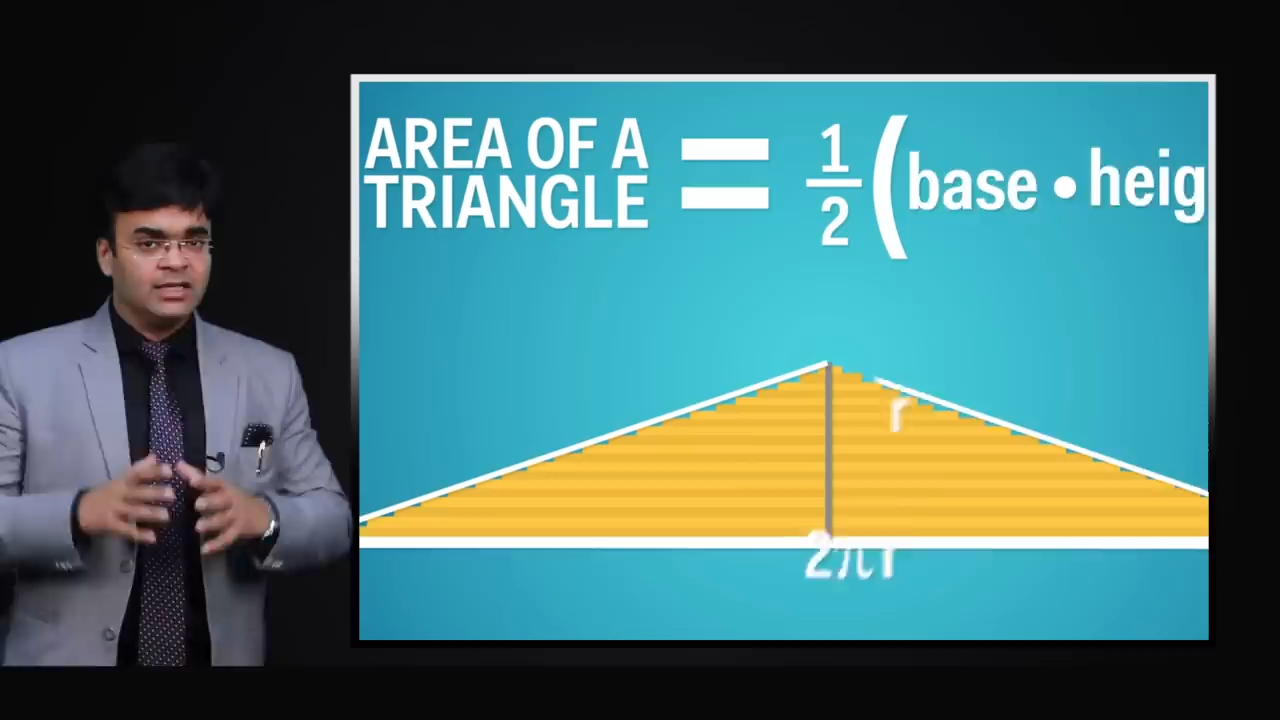 AREA OF A
TRIANGLE
=
1
2
(base • heig
r
2πr